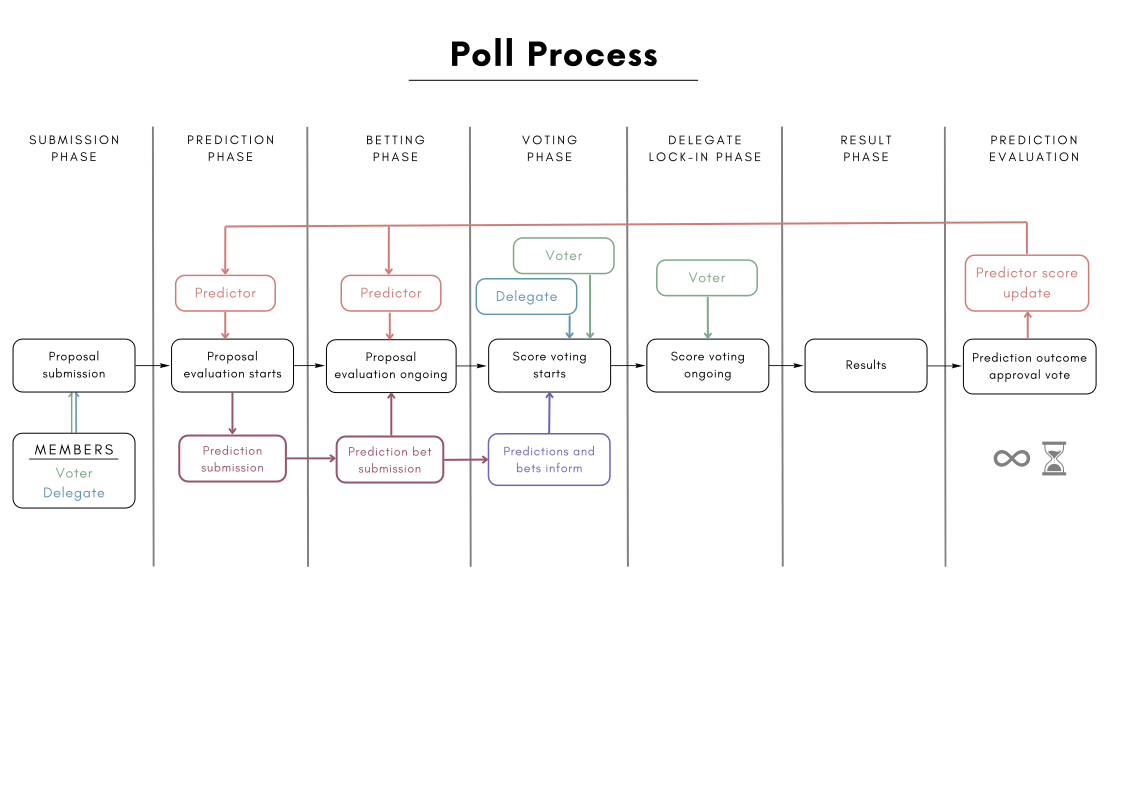 Poll Process
SUBMISSION
PHASE
PREDICTION
PHASE
BETTING
PHASE
VOTING
PHASE
DELEGATE
LOCK-IN PHASE
RESULT
PHASE
PREDICTION
EVALUATION
Predictor
Predictor
Voter
Delegate
Voter
Predictor score
update
Proposal
submission
Proposal
evaluation starts
Proposal
evaluation ongoing
Score voting
starts
Score voting
ongoing
Results
Prediction outcome
approval vote
MEMBERS
Voter
Delegate
Prediction
submission
Prediction bet
submission
Predictions and
bets inform